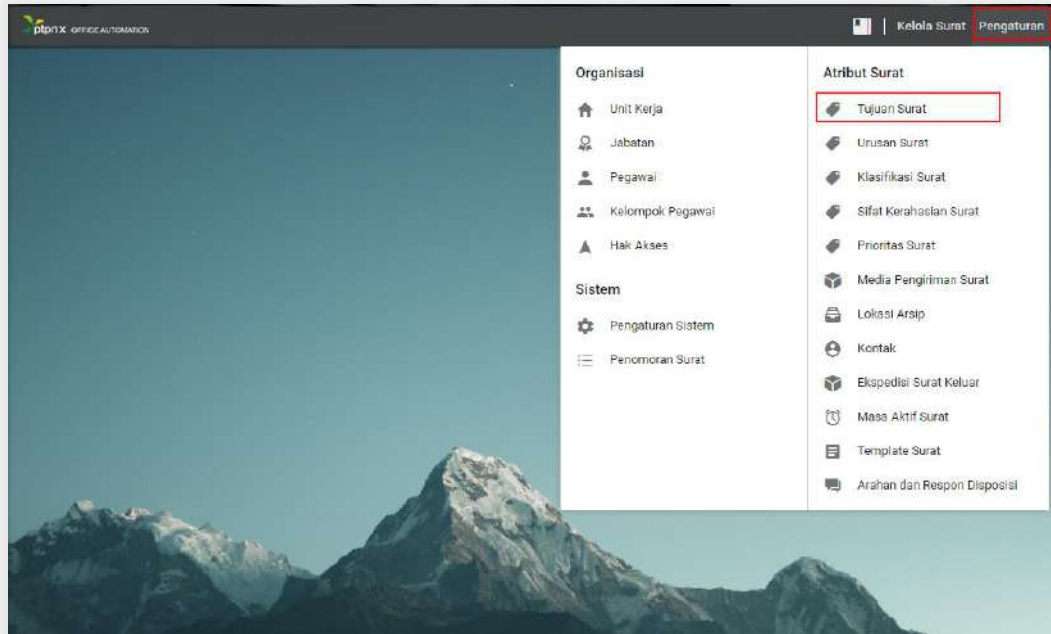 ptpn x OFFICE AUTOMATION
Kelola Surat
Pengaturan
Organisasi
Unit Kerja
Jabatan
Pegawai
Kelompok Pegawai
Hak Akses
Sistem
Pengaturan Sistem
Penomoran Surat
Atribut Surat
Tujuan Surat
Urusan Surat
Klasifikasi Surat
Sifat Kerahasian Surat
Prioritas Surat
Media Pengiriman Surat
Lokasi Arsip
Kontak
Ekspedisi Surat Keluar
Masa Aktif Surat
Template Surat
Arahan dan Respon Disposisi